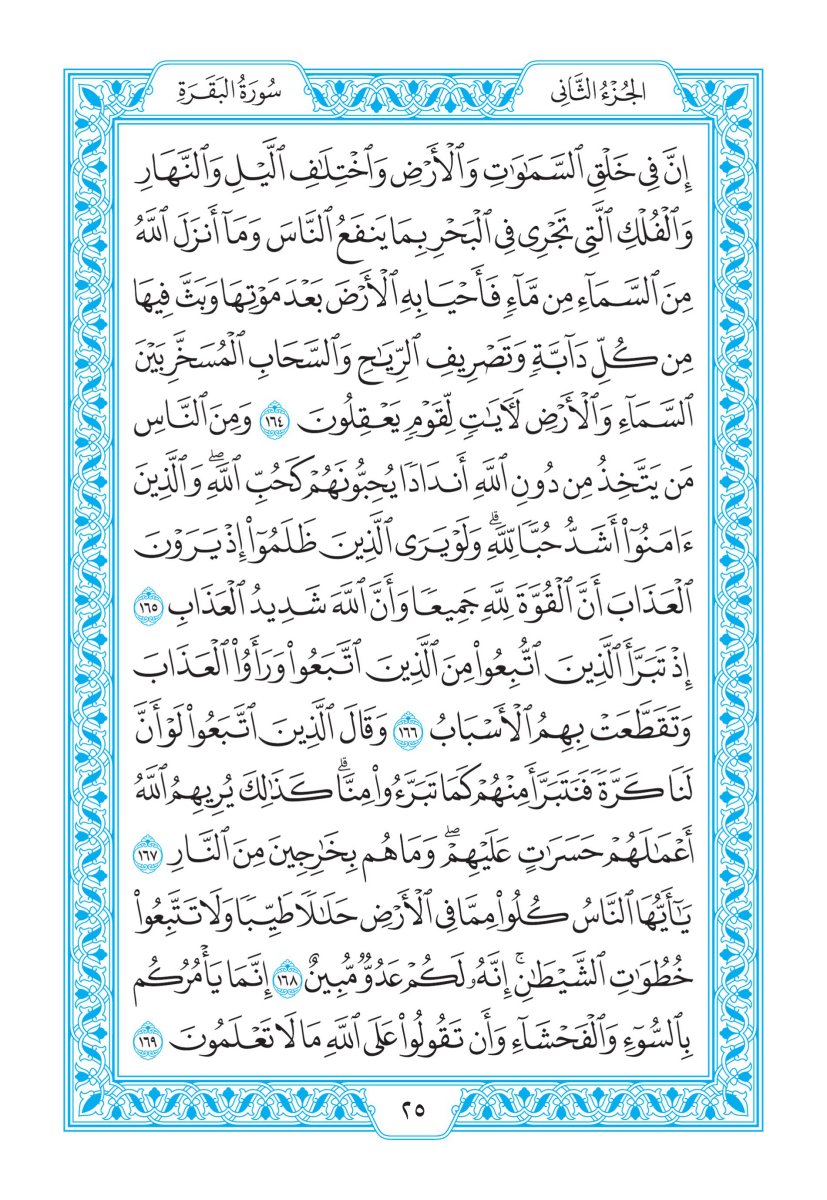 الجُزْءُ الثَّانِي
سُورَةُ البَقَرَةِ
إِنَّ فِي خَلۡقِ ٱلسَّمَٰوَٰتِ وَٱلۡأَرۡضِ وَٱخۡتِلَٰفِ ٱلَّيۡلِ وَٱلنَّهَارِ
وَٱلۡفُلۡكِ ٱلَّتِي تَجۡرِي فِي ٱلۡبَحۡرِ بِمَا يَنفَعُ ٱلنَّاسَ وَمَآ أَنزَلَ ٱللَّهُ
مِنَ ٱلسَّمَآءِ مِن مَّآءٖ فَأَحۡيَا بِهِ ٱلۡأَرۡضَ بَعۡدَ مَوۡتِهَا وَبَثَّ فِيهَا
مِن كُلِّ دَآبَّةٖ وَتَصۡرِيفِ ٱلرِّيَٰحِ وَٱلسَّحَابِ ٱلۡمُسَخَّرِ بَيۡنَ
ٱلسَّمَآءِ وَٱلۡأَرۡضِ لَأٓيَٰتٖ لِّقَوۡمٖ يَعۡقِلُونَ ١٦٤ وَمِنَ ٱلنَّاسِ
مَن يَتَّخِذُ مِن دُونِ ٱللَّهِ أَندَادٗا يُحِبُّونَهُمۡ كَحُبِّ ٱللَّهِۖ وَٱلَّذِينَ
ءَامَنُوٓاْ أَشَدُّ حُبّٗا لِّلَّهِۗ وَلَوۡ يَرَى ٱلَّذِينَ ظَلَمُوٓاْ إِذۡ يَرَوۡنَ
ٱلۡعَذَابَ أَنَّ ٱلۡقُوَّةَ لِلَّهِ جَمِيعٗا وَأَنَّ ٱللَّهَ شَدِيدُ ٱلۡعَذَابِ ١٦٥
إِذۡ تَبَرَّأَ ٱلَّذِينَ ٱتُّبِعُواْ مِنَ ٱلَّذِينَ ٱتَّبَعُواْ وَرَأَوُاْ ٱلۡعَذَابَ
وَتَقَطَّعَتۡ بِهِمُ ٱلۡأَسۡبَابُ ١٦٦ وَقَالَ ٱلَّذِينَ ٱتَّبَعُواْ لَوۡ أَنَّ
لَنَا كَرَّةٗ فَنَتَبَرَّأَ مِنۡهُمۡ كَمَا تَبَرَّءُواْ مِنَّاۗ كَذَٰلِكَ يُرِيهِمُ ٱللَّهُ
أَعۡمَٰلَهُمۡ حَسَرَٰتٍ عَلَيۡهِمۡۖ وَمَا هُم بِخَٰرِجِينَ مِنَ ٱلنَّارِ ١٦٧
يَٰٓأَيُّهَا ٱلنَّاسُ كُلُواْ مِمَّا فِي ٱلۡأَرۡضِ حَلَٰلٗا طَيِّبٗا وَلَا تَتَّبِعُواْ
خُطُوَٰتِ ٱلشَّيۡطَٰنِۚ إِنَّهُۥ لَكُمۡ عَدُوّٞ مُّبِينٌ ١٦٨ إِنَّمَا يَأۡمُرُكُم
بِٱلسُّوٓءِ وَٱلۡفَحۡشَآءِ وَأَن تَقُولُواْ عَلَى ٱللَّهِ مَا لَا تَعۡلَمُونَ ١٦٩
٢٥